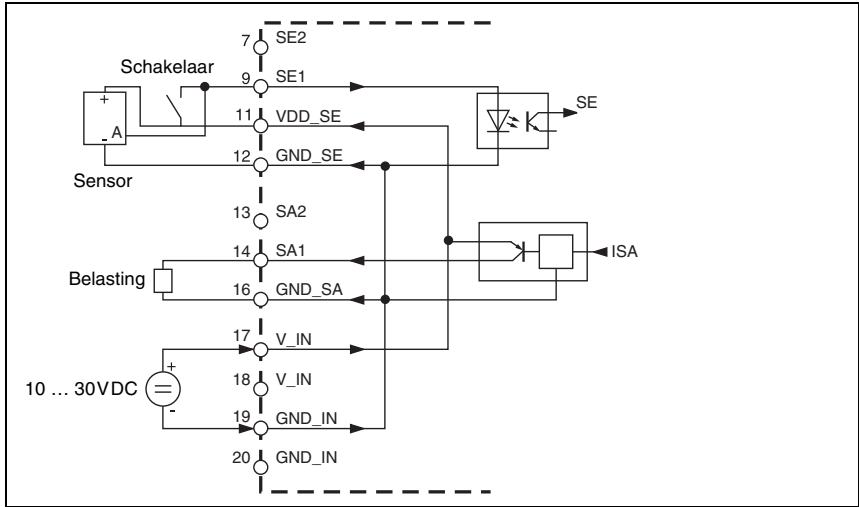 7 SE2
Schakelaar
9 SE1
SE
+
11 VDD_SE
- A
12 GND_SE
Sensor
13 SA2
14 SA1
ISA
Belasting
16 GND_SA
17 V_IN
+
10 ... 30VDC
18 V_IN
-
19 GND_IN
20 GND_IN